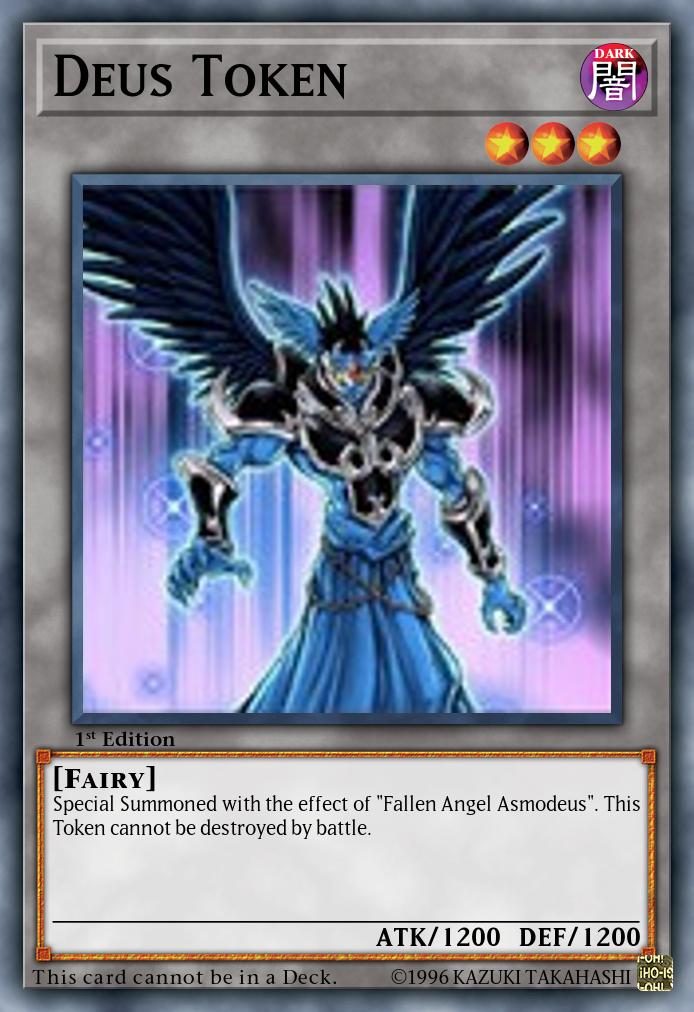 Deus Token
DARK
闇
1st Edition
[Fairy]
Special Summoned with the effect of "Fallen Angel Asmodeus". This
Token cannot be destroyed by battle.
ATK/1200 DEF/1200
This card cannot be in a Deck. ©1996 KAZUKI TAKAHASHI